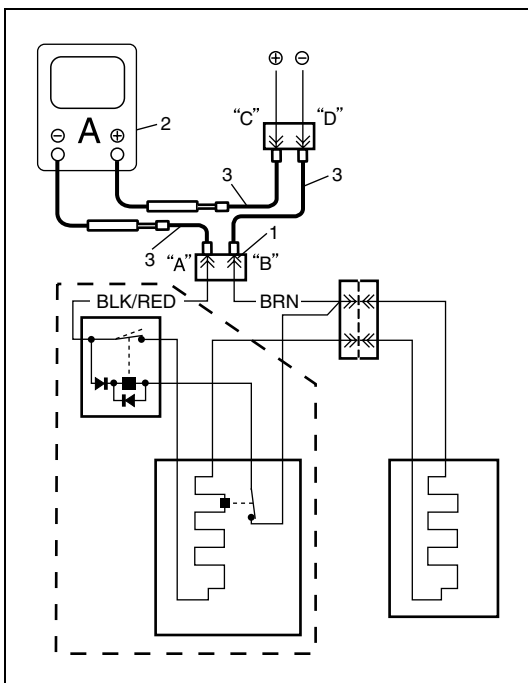 ⊕ ⊖
"C" "D"
A
⊖ ⊕
2
3
3
3
1
"A" "B"
BLK/RED
BRN